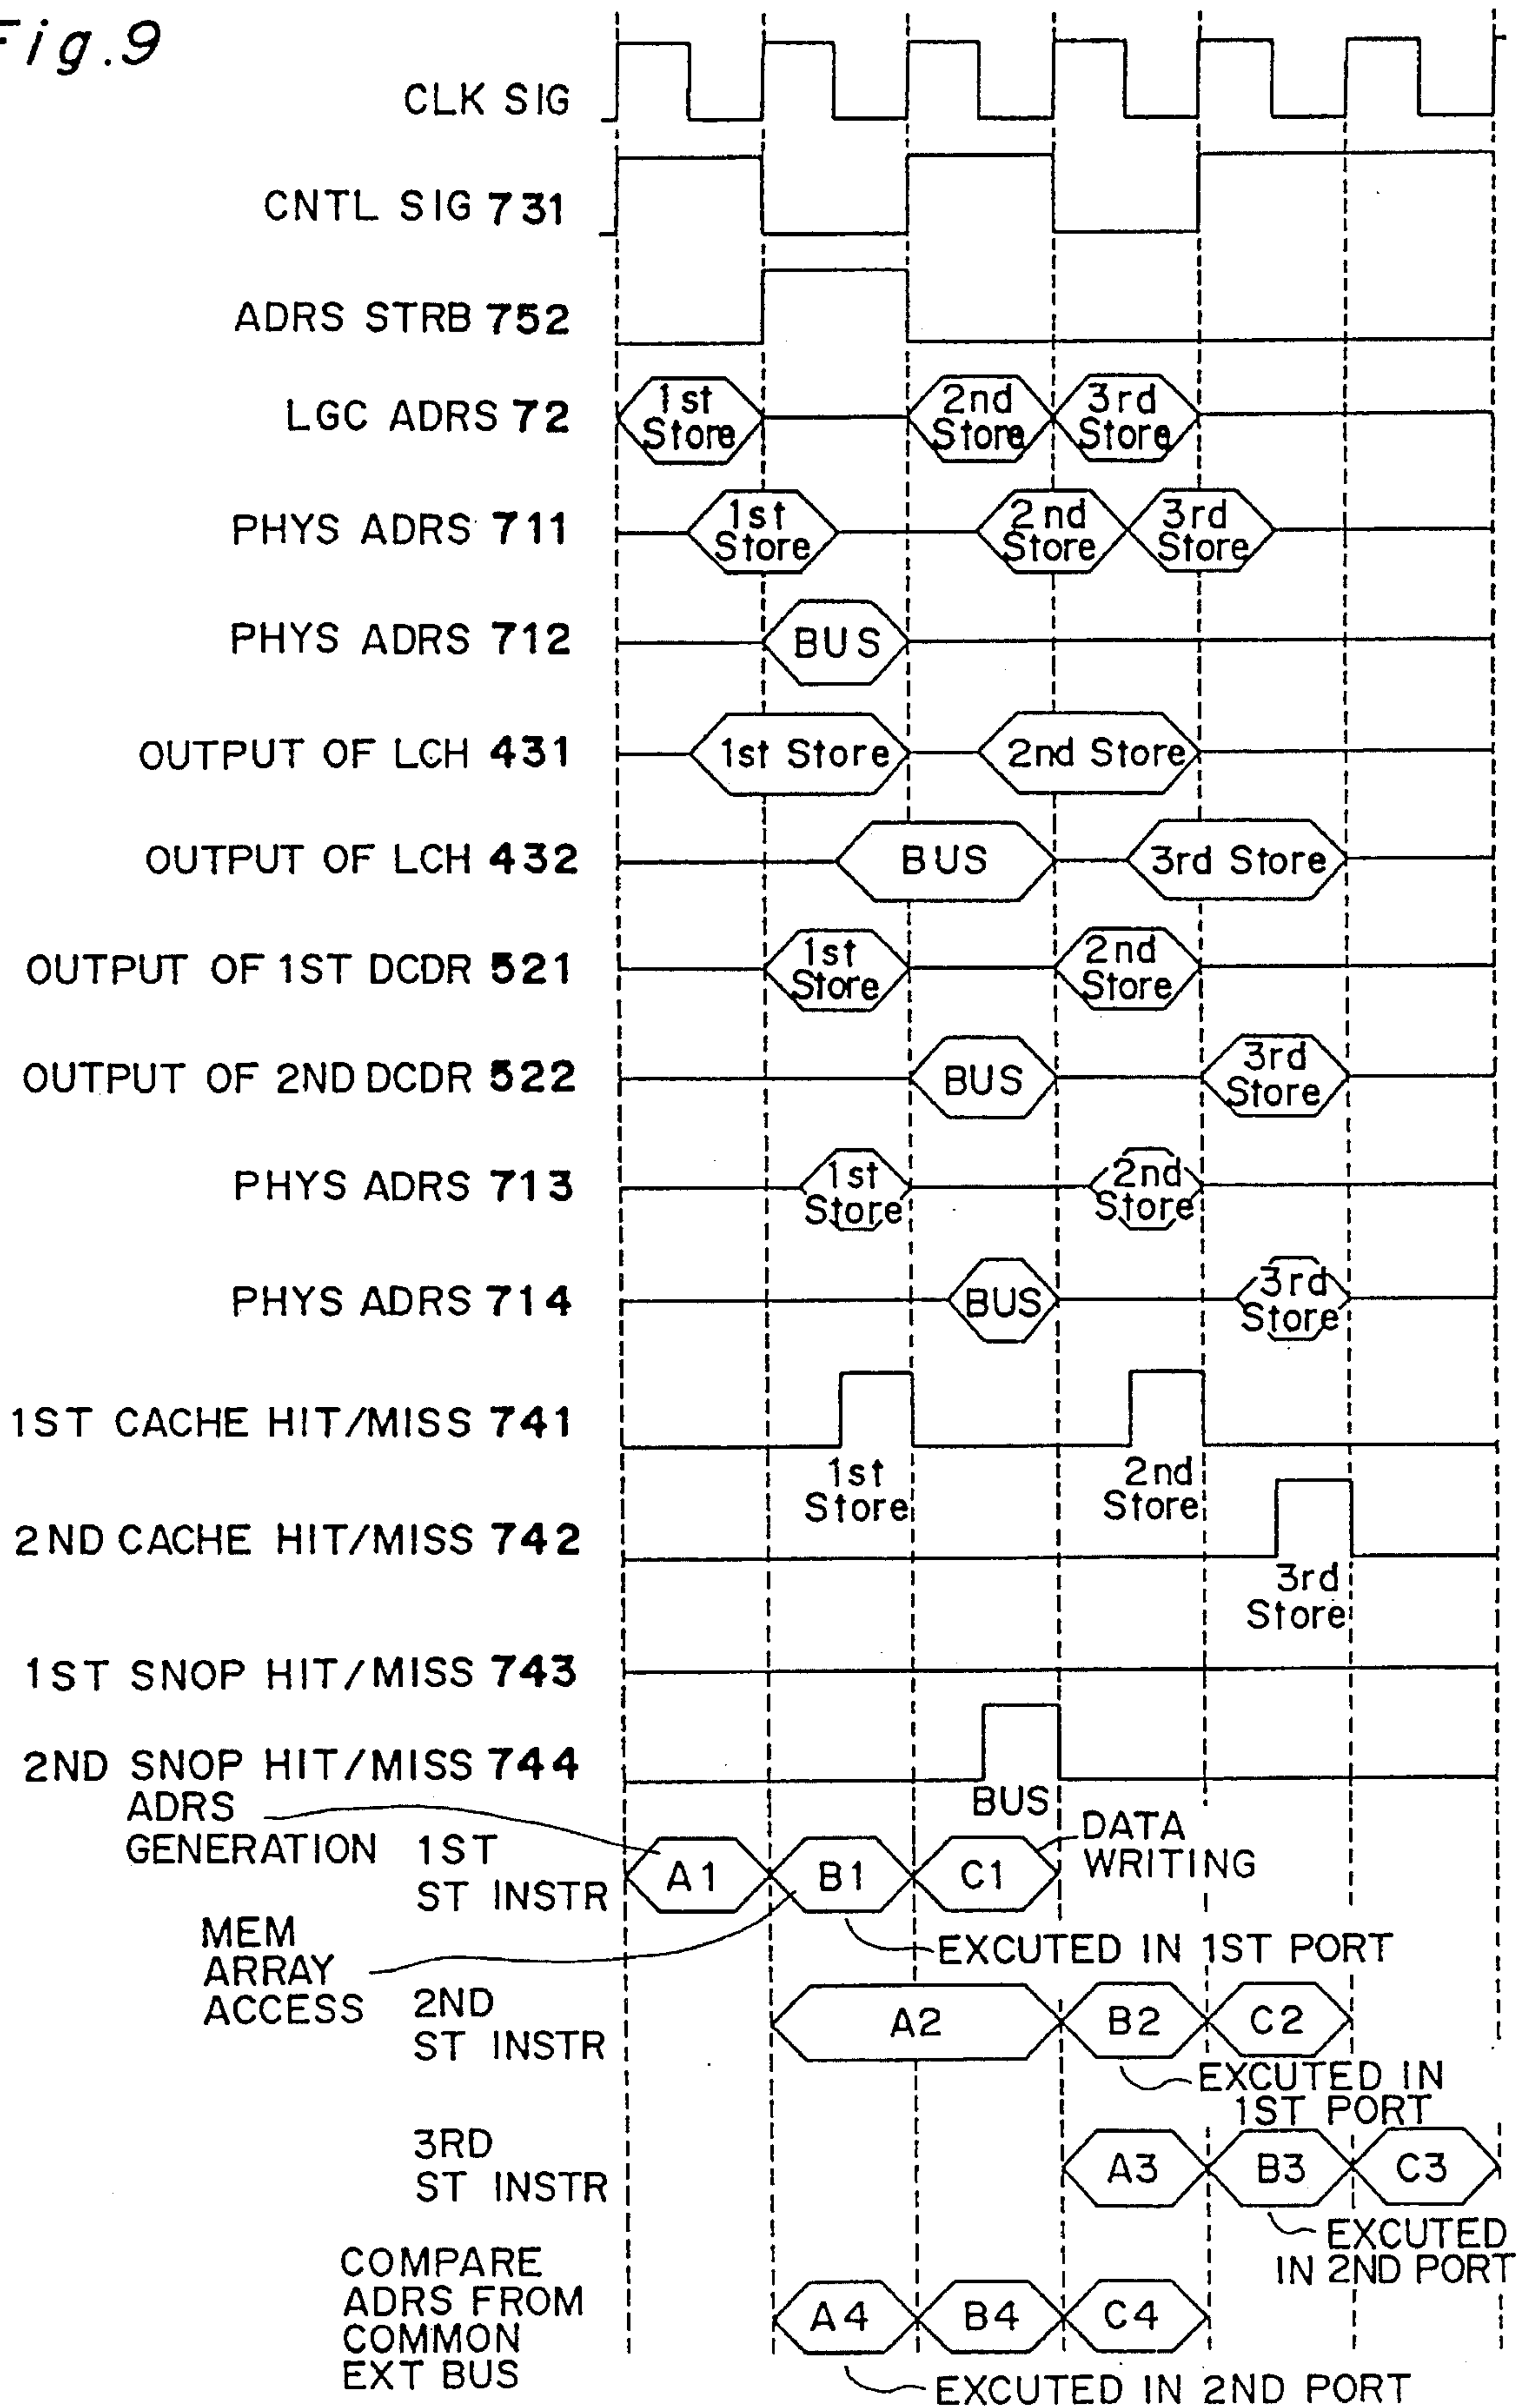 Fig.9
CLK SIG
CNTL SIG 731
ADRS STRB 752
LGC ADRS 72
1st Store
2nd Store
3rd Store
PHYS ADRS 711
1st Store
2nd Store
3rd Store
PHYS ADRS 712
BUS
OUTPUT OF LCH 431
1st Store
2nd Store
OUTPUT OF LCH 432
BUS
3rd Store
OUTPUT OF 1ST DCDR 521
1st Store
2nd Store
OUTPUT OF 2ND DCDR 522
BUS
3rd Store
PHYS ADRS 713
1st Store
2nd Store
PHYS ADRS 714
BUS
3rd Store
1ST CACHE HIT/MISS 741
1st Store
2nd Store
2ND CACHE HIT/MISS 742
3rd Store
1ST SNOP HIT/MISS 743
2ND SNOP HIT/MISS 744
BUS
ADRS
GENERATION
1ST
ST INSTR
A1
B1
C1
DATA
WRITING
MEM
ARRAY
ACCESS
EXCUTED IN 1ST PORT
2ND
ST INSTR
A2
B2
C2
EXCUTED IN
1ST PORT
3RD
ST INSTR
A3
B3
C3
EXCUTED
IN 2ND PORT
COMPARE
ADRS FROM
COMMON
EXT BUS
A4
B4
C4
EXCUTED IN 2ND PORT